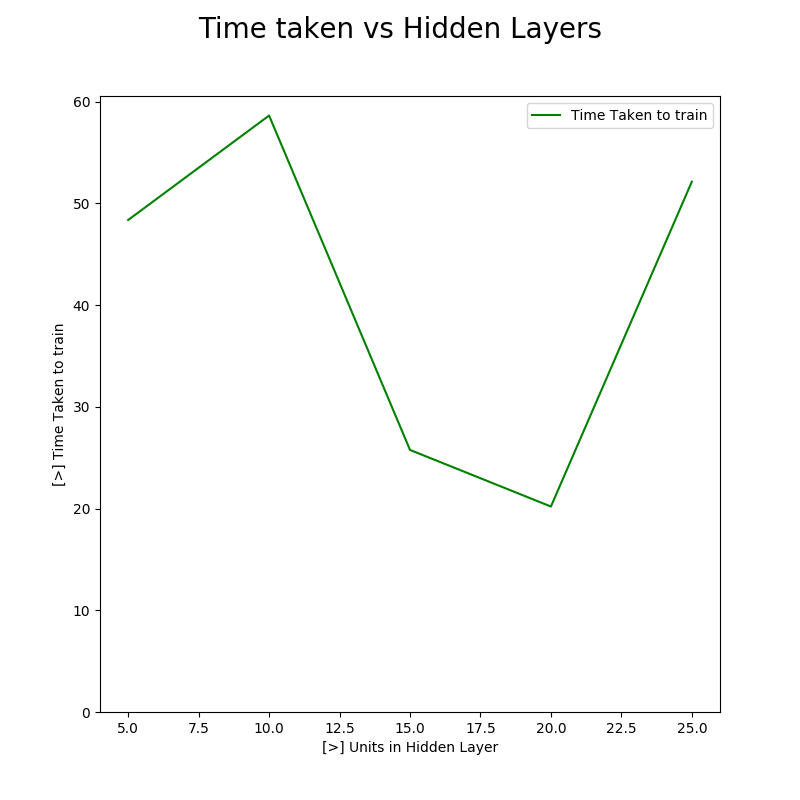 Time taken vs Hidden Layers
Time Taken to train
[>] Time Taken to train
60
50
40
30
20
10
0
5.0 7.5 10.0 12.5 15.0 17.5 20.0 22.5 25.0
[>] Units in Hidden Layer